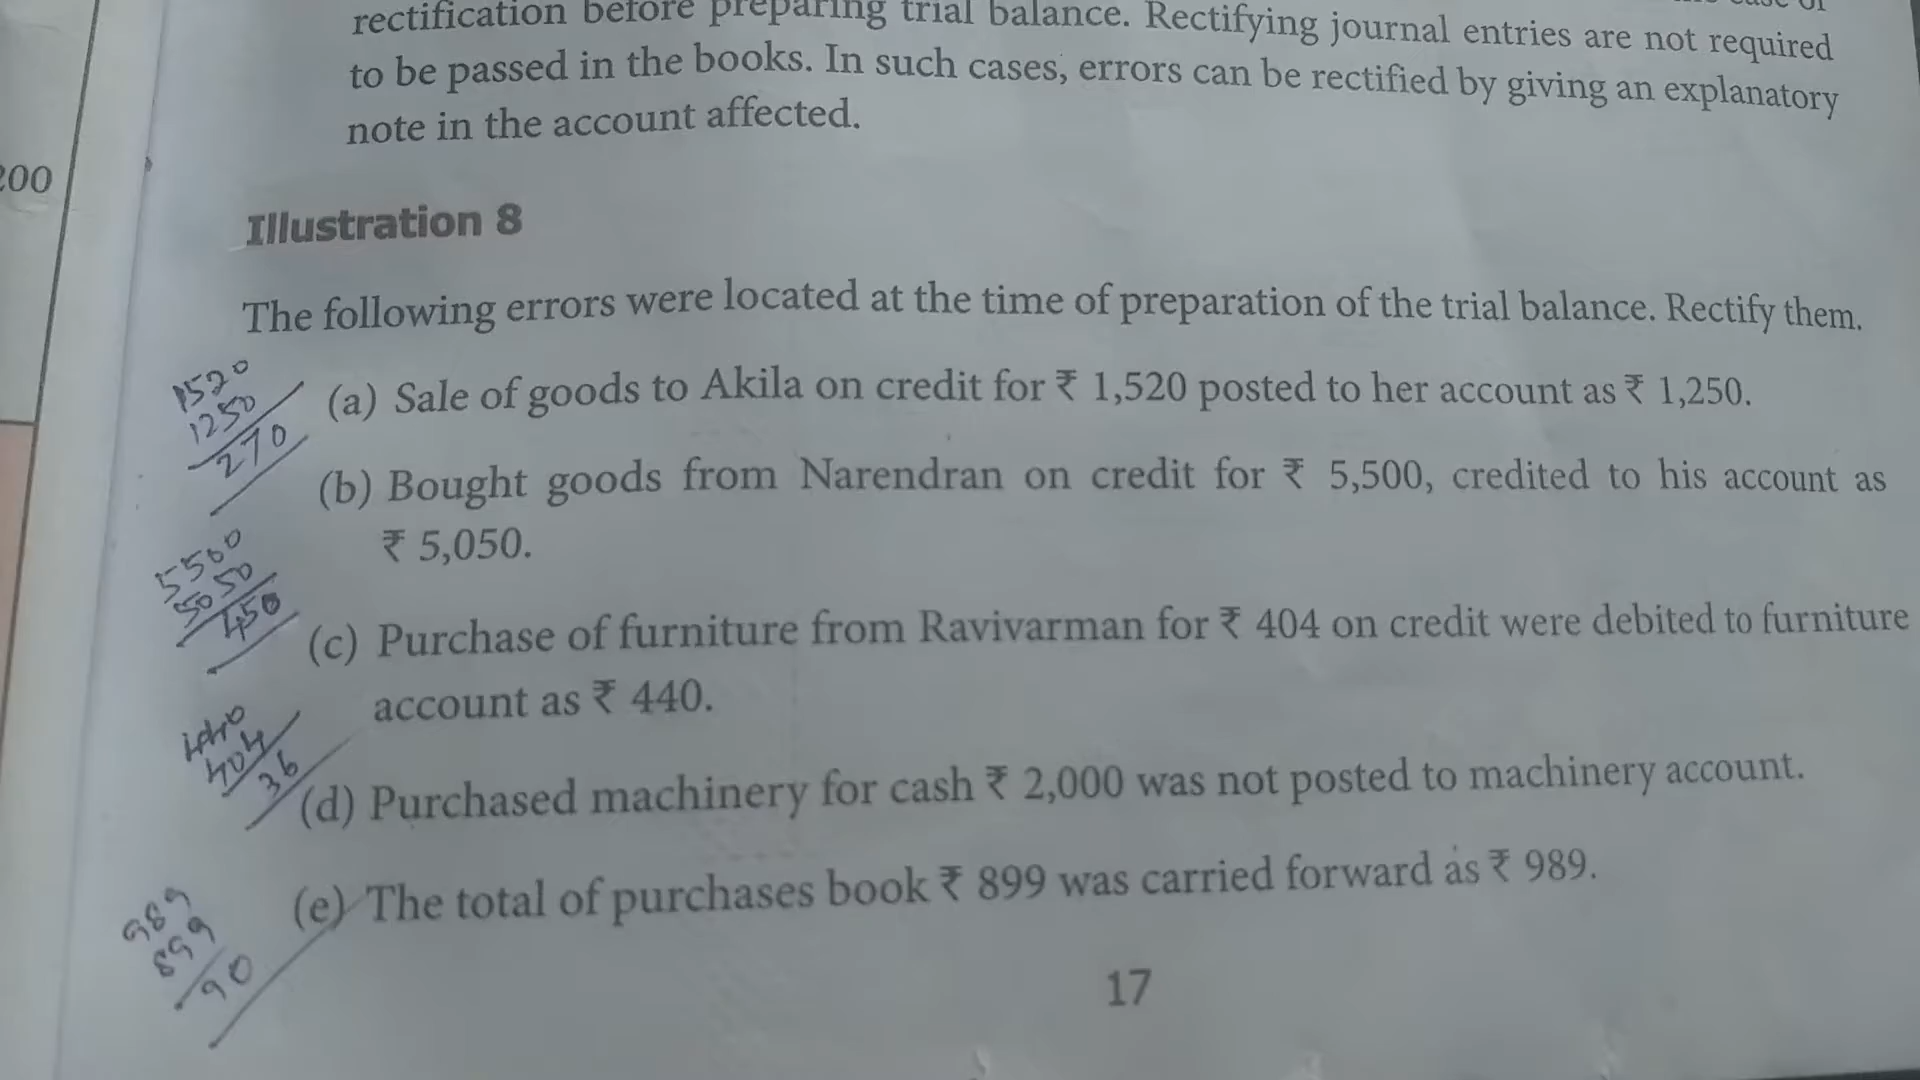 rectification before preparing trial balance. Rectifying journal entries are not required
to be passed in the books. In such cases, errors can be rectified by giving an explanatory
note in the account affected.
200
Illustration 8
The following errors were located at the time of preparation of the trial balance. Rectify them.
1520
1250
270
(a) Sale of goods to Akila on credit for ₹ 1,520 posted to her account as ₹ 1,250.
(b) Bought goods from Narendran on credit for ₹ 5,500, credited to his account as
₹ 5,050.
5500
5050
450
(c) Purchase of furniture from Ravivarman for ₹ 404 on credit were debited to furniture
account as ₹ 440.
440
404
36
(d) Purchased machinery for cash ₹ 2,000 was not posted to machinery account.
(e) The total of purchases book ₹ 899 was carried forward as ₹ 989.
989
899
90
17